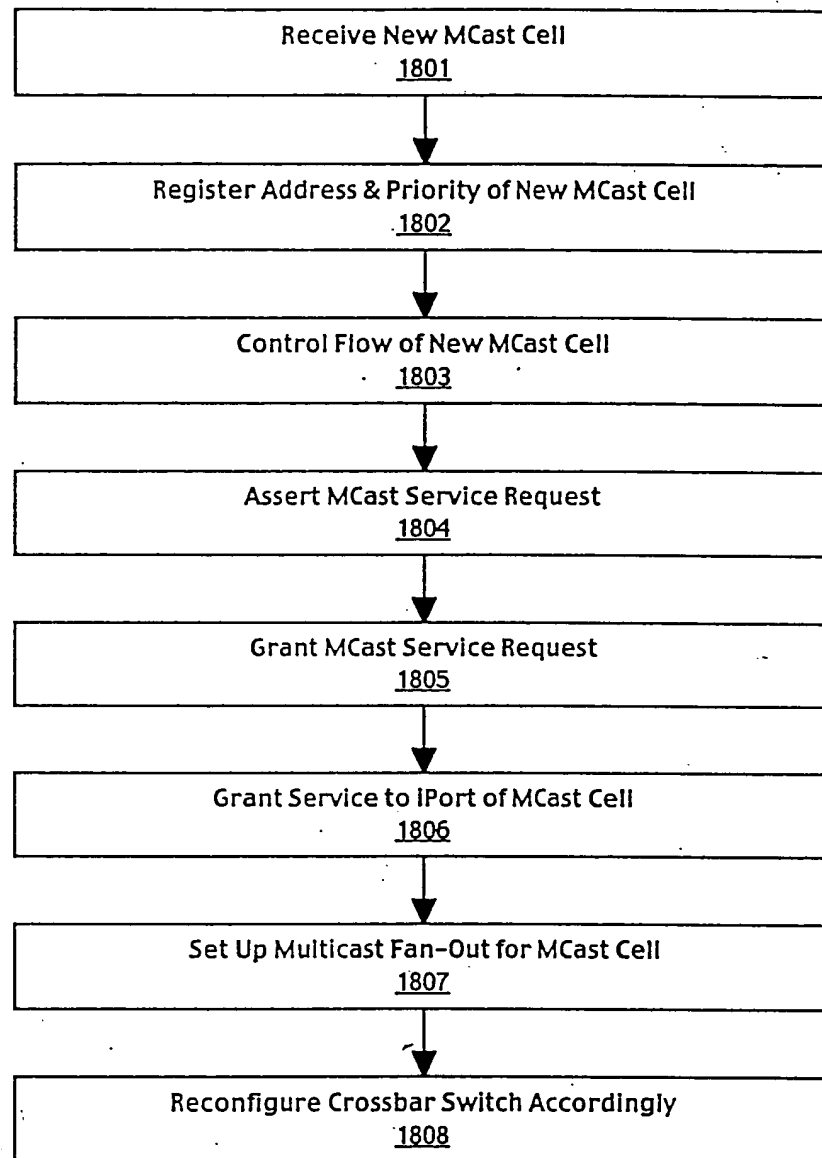 Receive New MCast Cell
1801
Register Address & Priority of New MCast Cell
1802
Control Flow of New MCast Cell
1803
Assert MCast Service Request
1804
Grant MCast Service Request
1805
Grant Service to iPort of MCast Cell
1806
Set Up Multicast Fan-Out for MCast Cell
1807
Reconfigure Crossbar Switch Accordingly
1808